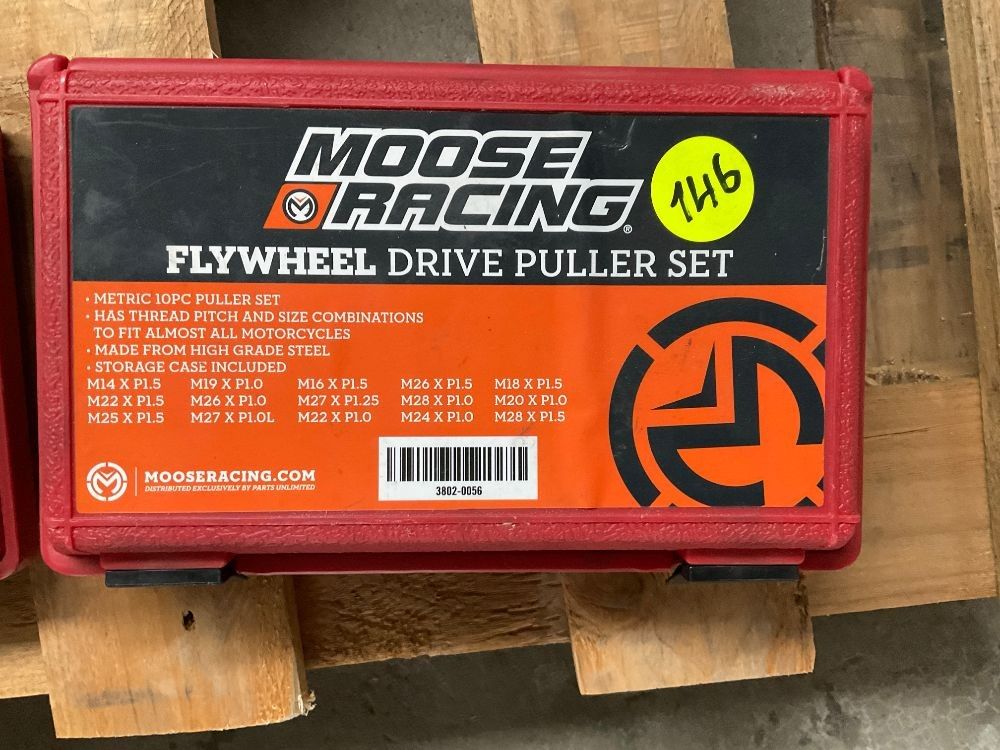 MOOSE
RACING®
146
FLYWHEEL DRIVE PULLER SET
• METRIC 10PC PULLER SET
• HAS THREAD PITCH AND SIZE COMBINATIONS
TO FIT ALMOST ALL MOTORCYCLES
• MADE FROM HIGH GRADE STEEL
• STORAGE CASE INCLUDED
M14 X P1.5 M19 X P1.0 M16 X P1.5 M26 X P1.5 M18 X P1.5
M22 X P1.5 M26 X P1.0 M27 X P1.25 M28 X P1.0 M20 X P1.0
M25 X P1.5 M27 X P1.0L M22 X P1.0 M24 X P1.0 M28 X P1.5
MOOSERACING.COM
DISTRIBUTED EXCLUSIVELY BY PARTS UNLIMITED
3802-0056